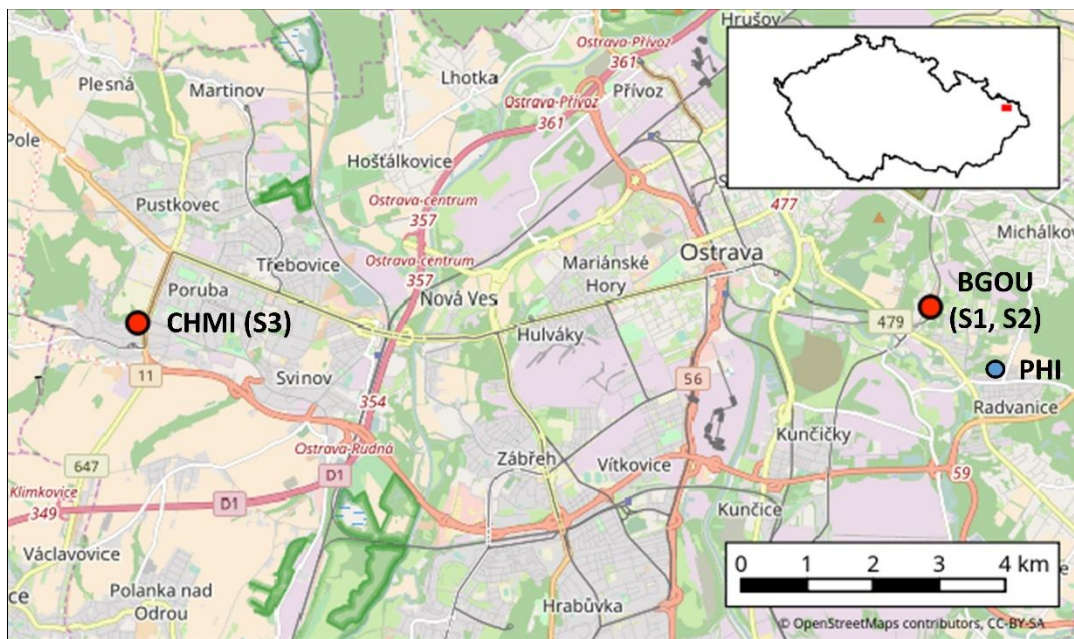 Hrušov
Ostrava-Přívoz
361
Plesná
Martinov
Lhotka
Ostrava-Přívoz
361
Přívoz
Pole
Hošťálkovice
Pustkovec
Ostrava-centrum
357
477
Michálkov
Třebovice
Ostrava-centrum
357
Mariánské
Hory
Ostrava
Poruba
Nová Ves
BGOU
(S1, S2)
CHMI (S3)
Hulváky
479
PHI
11
Svinov
354
56
Radvanice
Ostrava-Rudná
Kunčičky
647
D1
Zábřeh
Vítkovice
59
Klimkovice
349
D1
Kunčice
Václavovice
0 1 2 3 4 km
Polanka nad
Odrou
ce
Hrabůvka
© OpenStreetMaps contributors, CC-BY-SA